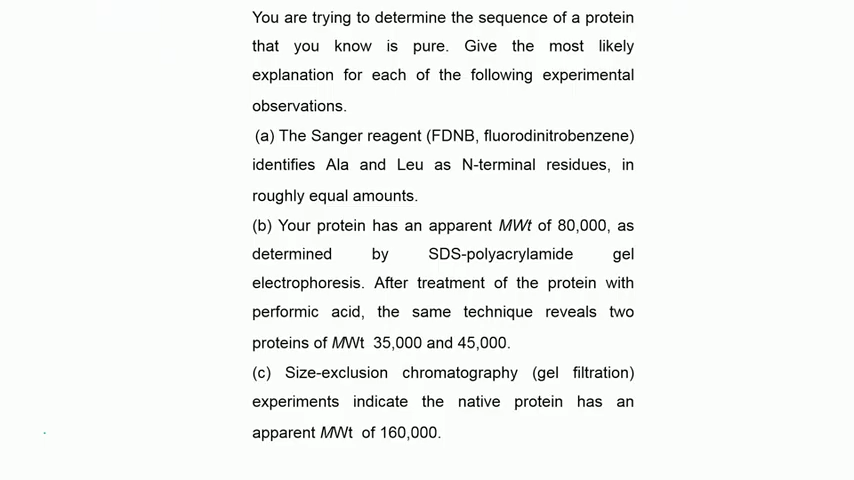 You are trying to determine the sequence of a protein
that you know is pure. Give the most likely
explanation for each of the following experimental
observations.
(a) The Sanger reagent (FDNB, fluorodinitrobenzene)
identifies Ala and Leu as N-terminal residues, in
roughly equal amounts.
(b) Your protein has an apparent MWt of 80,000, as
determined by SDS-polyacrylamide gel
electrophoresis. After treatment of the protein with
performic acid, the same technique reveals two
proteins of MWt 35,000 and 45,000.
(c) Size-exclusion chromatography (gel filtration)
experiments indicate the native protein has an
apparent MWt of 160,000.